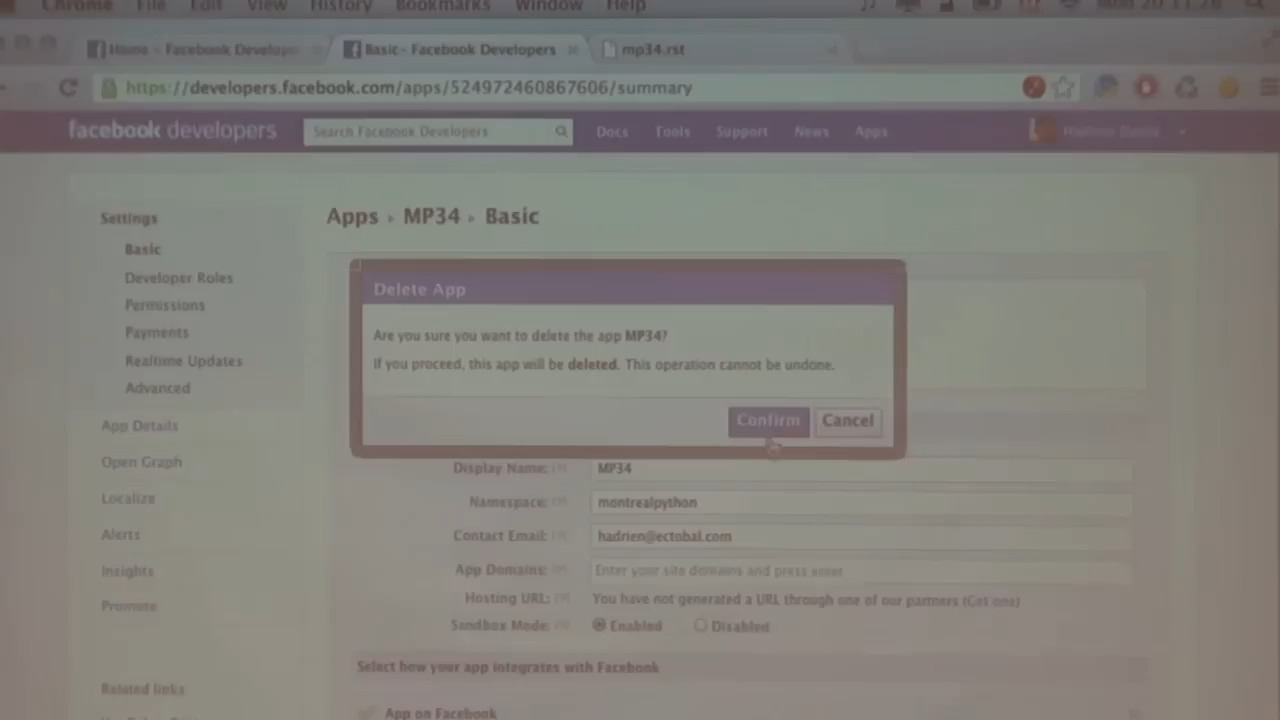 Chrome File Edit View History Bookmarks Window Help
Home - Facebook Develope
Basic - Facebook Developers
mp34.rst
https://developers.facebook.com/apps/524972460867606/summary
facebook developers
Search Facebook Developers
Docs Tools Support News Apps
Settings
Basic
Developer Roles
Permissions
Payments
Realtime Updates
Advanced
App Details
Open Graph
Localize
Alerts
Insights
Promote
Related links
Apps ▸ MP34 ▸ Basic
Delete App
Are you sure you want to delete the app MP34?
If you proceed, this app will be deleted. This operation cannot be undone.
Confirm Cancel
Display Name: [?] MP34
Namespace: [?] montrealpython
Contact Email: [?] hadrien@ectobal.com
App Domains: [?] Enter your site domains and press enter
Hosting URL: [?] You have not generated a URL through one of our partners (Get one)
Sandbox Mode: [?] Enabled Disabled
Select how your app integrates with Facebook
App on Facebook